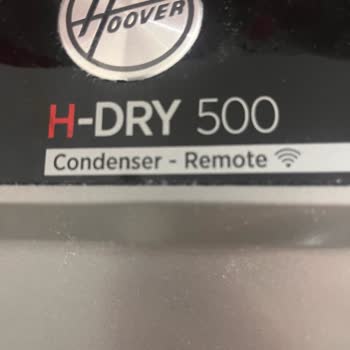 HOOVER
H-DRY 500
Condenser - Remote